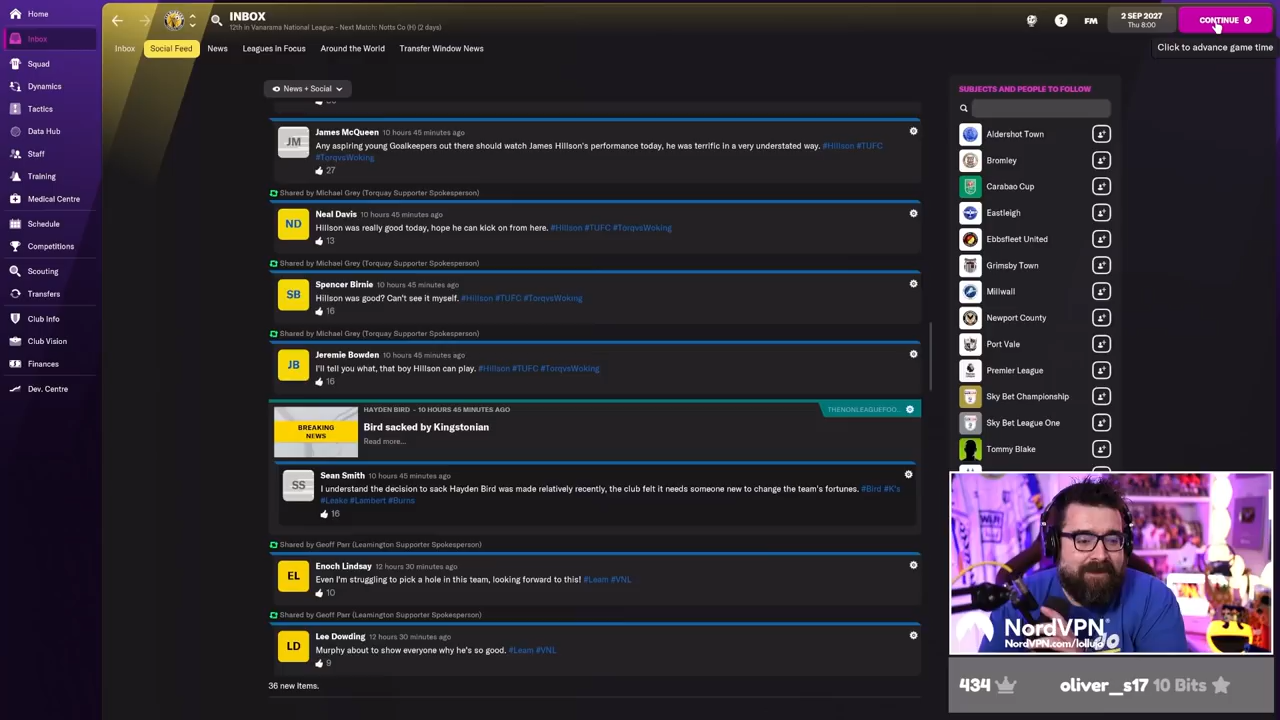 INBOX
12th in Vanarama National League - Next Match: Notts Co (H) (2 days)
FM
2 SEP 2027
Thu 8:00
CONTINUE
Click to advance game time
Home
Inbox
Squad
Dynamics
Tactics
Data Hub
Staff
Training
Medical Centre
Schedule
Competitions
Scouting
Transfers
Club Info
Club Vision
Finances
Dev. Centre
Inbox
Social Feed
News
Leagues in Focus
Around the World
Transfer Window News
News + Social
JM
James McQueen 10 hours 45 minutes ago
Any aspiring young Goalkeepers out there should watch James Hillson's performance today, he was terrific in a very understated way. #Hillson #TUFC
#TorqvsWoking
27
Shared by Michael Grey (Torquay Supporter Spokesperson)
ND
Neal Davis 10 hours 45 minutes ago
Hillson was really good today, hope he can kick on from here. #Hillson #TUFC #TorqvsWoking
13
Shared by Michael Grey (Torquay Supporter Spokesperson)
SB
Spencer Birnie 10 hours 45 minutes ago
Hillson was good? Can't see it myself. #Hillson #TUFC #TorqvsWoking
16
Shared by Michael Grey (Torquay Supporter Spokesperson)
JB
Jeremie Bowden 10 hours 45 minutes ago
I'll tell you what, that boy Hillson can play. #Hillson #TUFC #TorqvsWoking
16
BREAKING
NEWS
HAYDEN BIRD - 10 HOURS 45 MINUTES AGO
THENONLEAGUEFOO...
Bird sacked by Kingstonian
Read more...
SS
Sean Smith 10 hours 45 minutes ago
I understand the decision to sack Hayden Bird was made relatively recently, the club felt it needs someone new to change the team's fortunes. #Bird #K's
#Leake #Lambert #Burns
16
Shared by Geoff Parr (Leamington Supporter Spokesperson)
EL
Enoch Lindsay 12 hours 30 minutes ago
Even I'm struggling to pick a hole in this team, looking forward to this! #Leam #VNL
10
Shared by Geoff Parr (Leamington Supporter Spokesperson)
LD
Lee Dowding 12 hours 30 minutes ago
Murphy about to show everyone why he's so good. #Leam #VNL
9
36 new items.
SUBJECTS AND PEOPLE TO FOLLOW
Aldershot Town
Bromley
Carabao Cup
Eastleigh
Ebbsfleet United
Grimsby Town
Millwall
Newport County
Port Vale
Premier League
Sky Bet Championship
Sky Bet League One
Tommy Blake
NordVPN
NordVPN.com/lollujo
434
oliver__s17 10 Bits